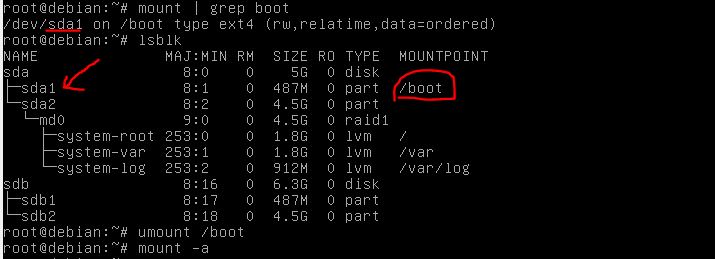 root@debian:~# mount | grep boot
/dev/sda1 on /boot type ext4 (rw,relatime,data=ordered)
root@debian:~# lsblk
NAME                MAJ:MIN RM  SIZE RO TYPE  MOUNTPOINT
sda                   8:0    0    5G  0 disk
├─sda1                8:1    0  487M  0 part  /boot
└─sda2                8:2    0  4.5G  0 part
  └─md0               9:0    0  4.5G  0 raid1
    ├─system-root   253:0    0  1.8G  0 lvm   /
    ├─system-var    253:1    0  1.8G  0 lvm   /var
    └─system-log    253:2    0  912M  0 lvm   /var/log
sdb                   8:16   0  6.3G  0 disk
├─sdb1                8:17   0  487M  0 part
└─sdb2                8:18   0  4.5G  0 part
root@debian:~# umount /boot
root@debian:~# mount -a